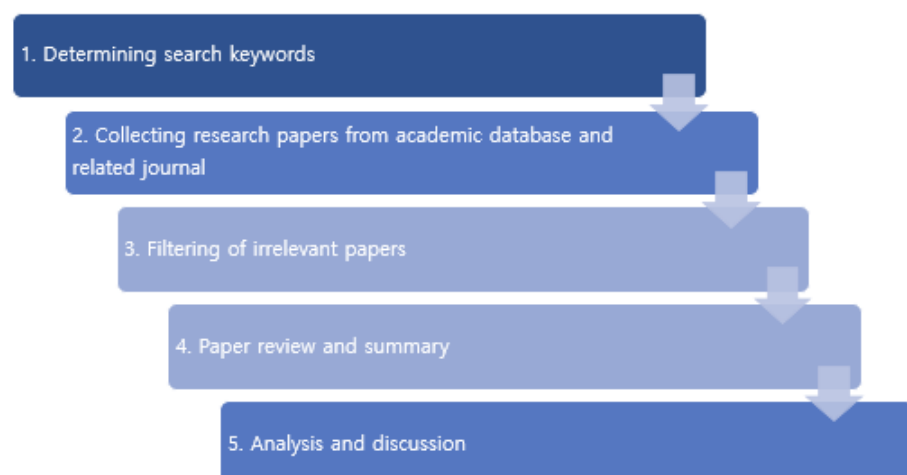 1. Determining search keywords
2. Collecting research papers from academic database and
related journal
3. Filtering of irrelevant papers
4. Paper review and summary
5. Analysis and discussion